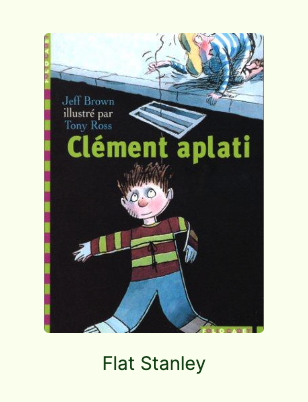 Jeff Brown
illustré par
Tony Ross
Clément aplati
Flat Stanley